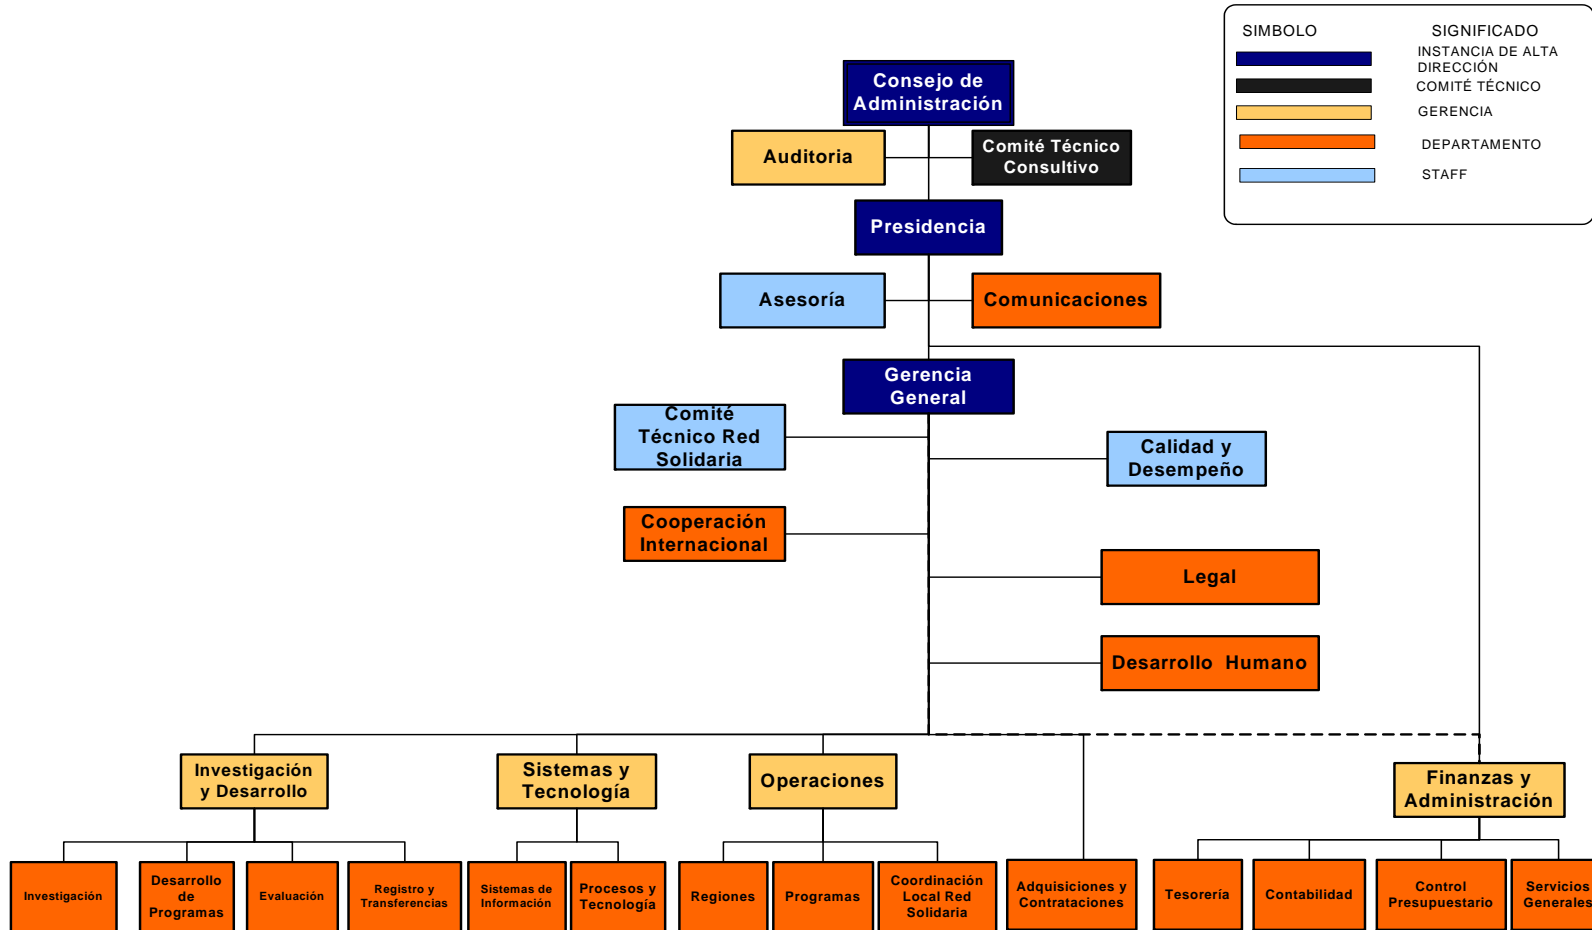 SIMBOLO
SIGNIFICADO
INSTANCIA DE ALTA
DIRECCIÓN
COMITÉ TÉCNICO
GERENCIA
DEPARTAMENTO
STAFF
Consejo de
Administración
Auditoria
Comité Técnico
Consultivo
Presidencia
Asesoría
Comunicaciones
Gerencia
General
Comité
Técnico Red
Solidaria
Calidad y
Desempeño
Cooperación
Internacional
Legal
Desarrollo Humano
Investigación
y Desarrollo
Sistemas y
Tecnología
Operaciones
Finanzas y
Administración
Investigación
Desarrollo
de
Programas
Evaluación
Registro y
Transferencias
Sistemas de
Información
Procesos y
Tecnología
Regiones
Programas
Coordinación
Local Red
Solidaria
Adquisiciones y
Contrataciones
Tesorería
Contabilidad
Control
Presupuestario
Servicios
Generales